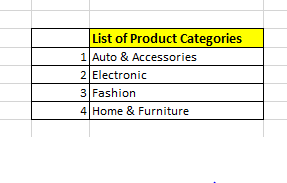 List of Product Categories
1 Auto & Accessories
2 Electronic
3 Fashion
4 Home & Furniture